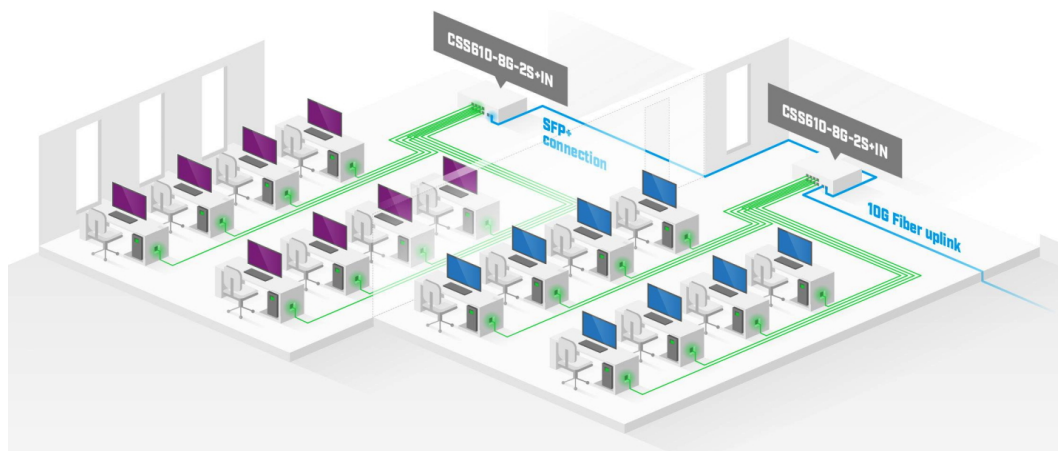 CSS610-8G-2S+IN
SFP+
connection
CSS610-8G-2S+IN
10G Fiber uplink